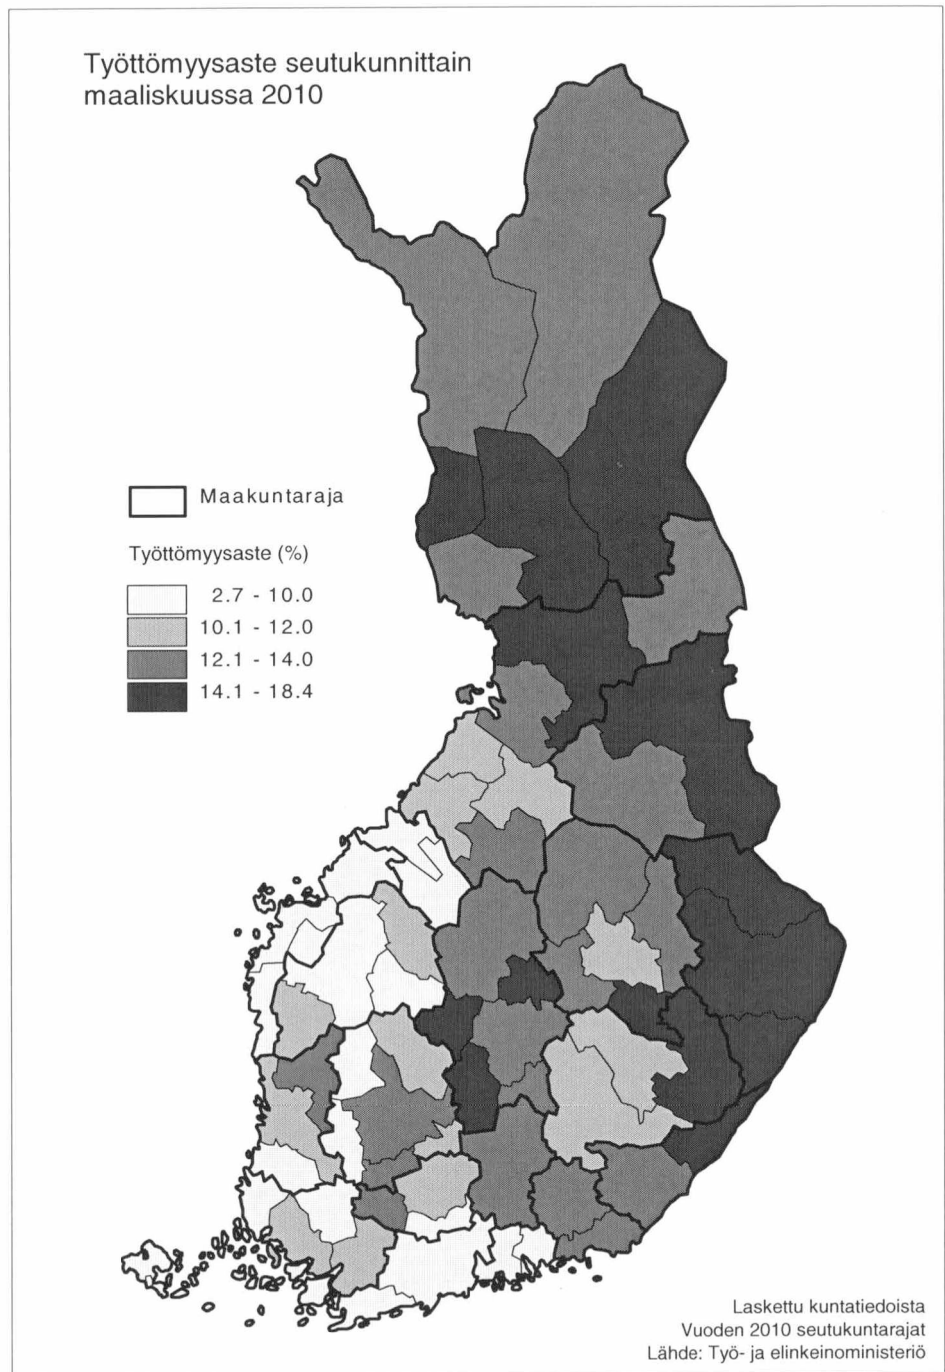 Työttömyysaste seutukunnittain
maaliskuussa 2010
Maakuntaraja
Työttömyysaste (%)
2.7 - 10.0
10.1 - 12.0
12.1 - 14.0
14.1 - 18.4
Laskettu kuntatiedoista
Vuoden 2010 seutukuntarajat
Lähde: Työ- ja elinkeinoministeriö